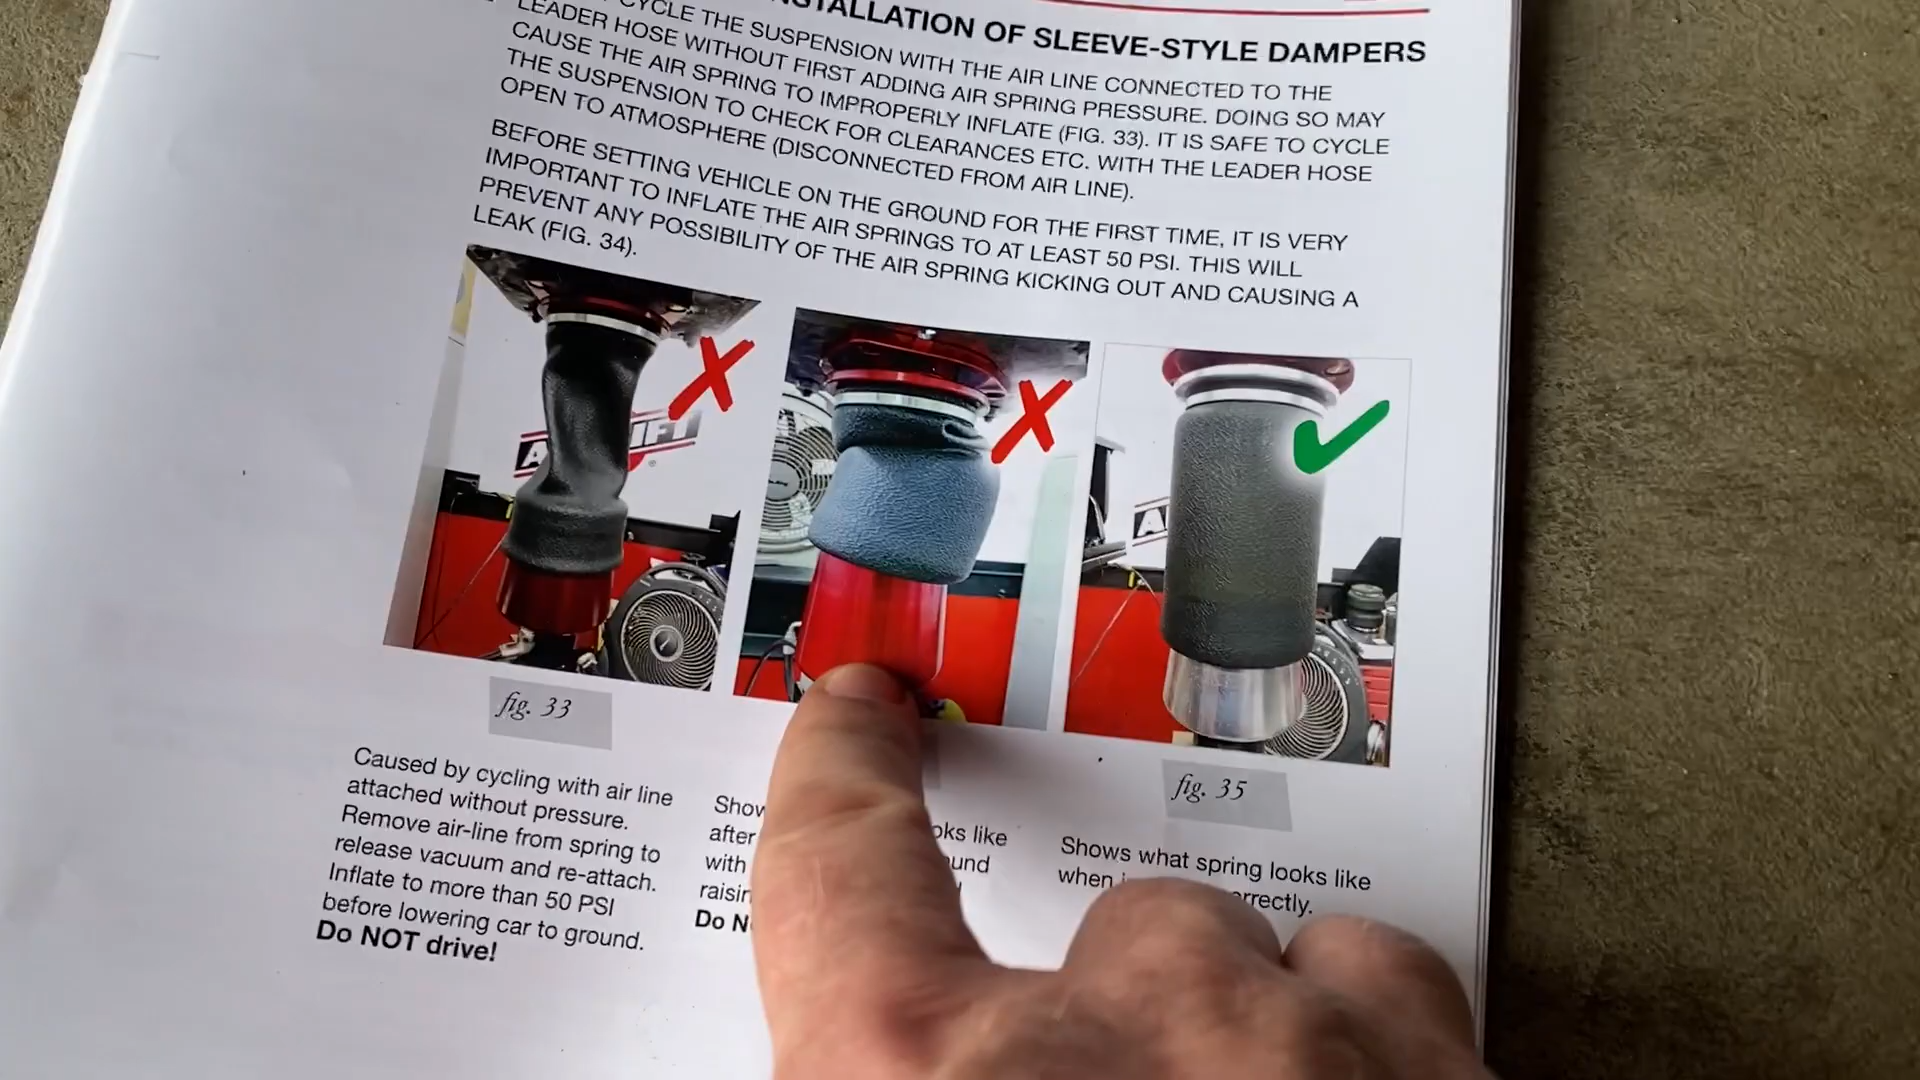 INSTALLATION OF SLEEVE-STYLE DAMPERS
CYCLE THE SUSPENSION WITH THE AIR LINE CONNECTED TO THE
LEADER HOSE WITHOUT FIRST ADDING AIR SPRING PRESSURE. DOING SO MAY
CAUSE THE AIR SPRING TO IMPROPERLY INFLATE (FIG. 33). IT IS SAFE TO CYCLE
THE SUSPENSION TO CHECK FOR CLEARANCES ETC. WITH THE LEADER HOSE
OPEN TO ATMOSPHERE (DISCONNECTED FROM AIR LINE).
BEFORE SETTING VEHICLE ON THE GROUND FOR THE FIRST TIME, IT IS VERY
IMPORTANT TO INFLATE THE AIR SPRINGS TO AT LEAST 50 PSI. THIS WILL
PREVENT ANY POSSIBILITY OF THE AIR SPRING KICKING OUT AND CAUSING A
LEAK (FIG. 34).
fig. 33
Caused by cycling with air line
attached without pressure.
Remove air-line from spring to
release vacuum and re-attach.
Inflate to more than 50 PSI
before lowering car to ground.
Do NOT drive!
after
with
Do
fig. 35
Shows what spring looks like
when